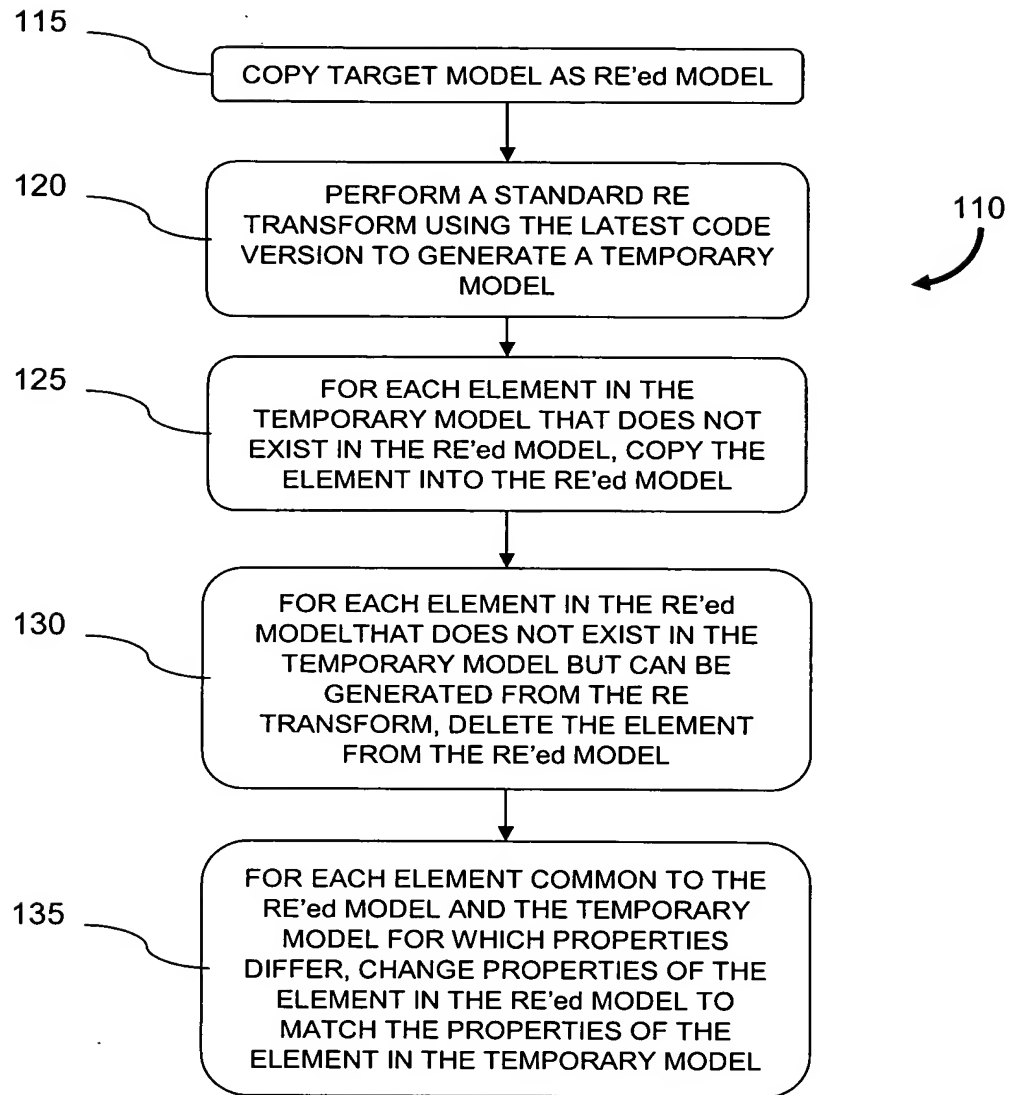 115
COPY TARGET MODEL AS RE'ed MODEL
120
PERFORM A STANDARD RE
TRANSFORM USING THE LATEST CODE
VERSION TO GENERATE A TEMPORARY
MODEL
110
125
FOR EACH ELEMENT IN THE
TEMPORARY MODEL THAT DOES NOT
EXIST IN THE RE'ed MODEL, COPY THE
ELEMENT INTO THE RE'ed MODEL
130
FOR EACH ELEMENT IN THE RE'ed
MODELTHAT DOES NOT EXIST IN THE
TEMPORARY MODEL BUT CAN BE
GENERATED FROM THE RE
TRANSFORM, DELETE THE ELEMENT
FROM THE RE'ed MODEL
135
FOR EACH ELEMENT COMMON TO THE
RE'ed MODEL AND THE TEMPORARY
MODEL FOR WHICH PROPERTIES
DIFFER, CHANGE PROPERTIES OF THE
ELEMENT IN THE RE'ed MODEL TO
MATCH THE PROPERTIES OF THE
ELEMENT IN THE TEMPORARY MODEL